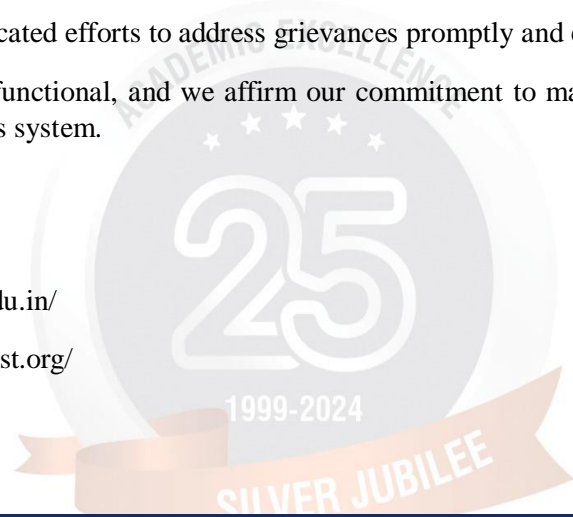 cated efforts to address grievances promptly and
functional, and we affirm our commitment to ma
s system.
du.in/
st.org/
ACADEMIC EXCELLENCE
25
1999-2024
SILVER JUBILEE